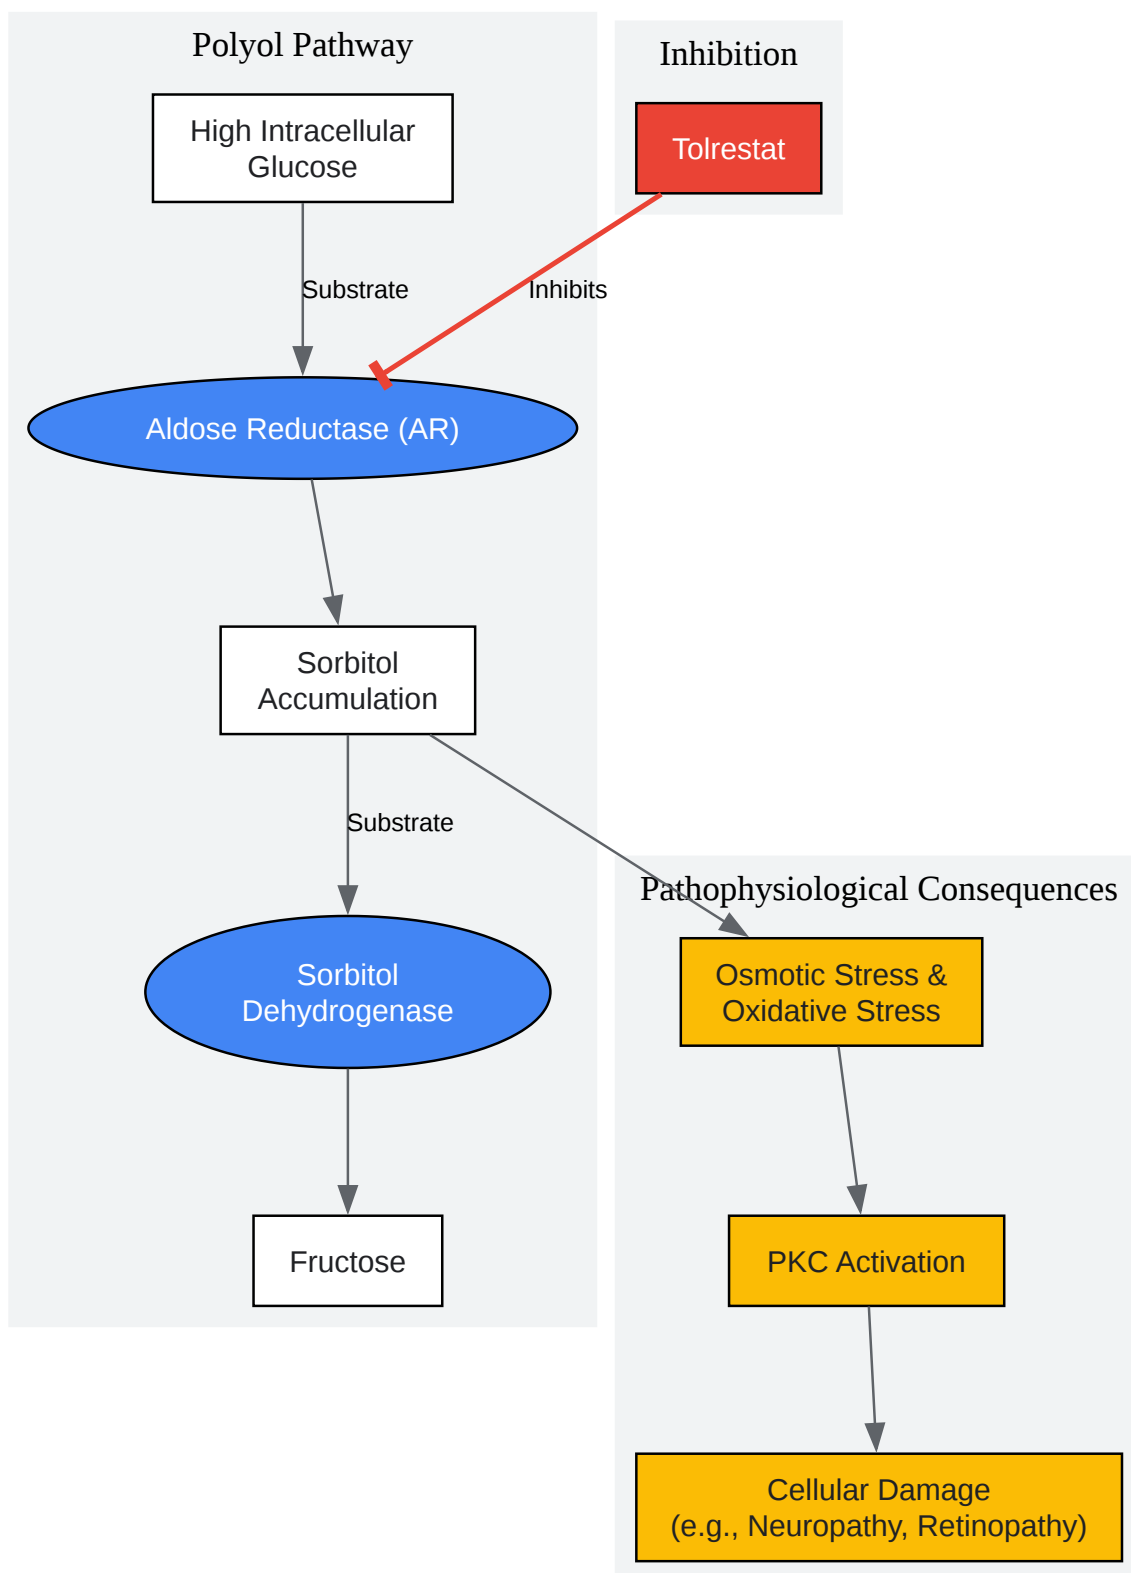 Polyol Pathway
Inhibition
High Intracellular
Glucose
Tolrestat
Substrate
Inhibits
Aldose Reductase (AR)
Sorbitol
Accumulation
Substrate
Pathophysiological Consequences
Sorbitol
Dehydrogenase
Osmotic Stress &
Oxidative Stress
Fructose
PKC Activation
Cellular Damage
(e.g., Neuropathy, Retinopathy)